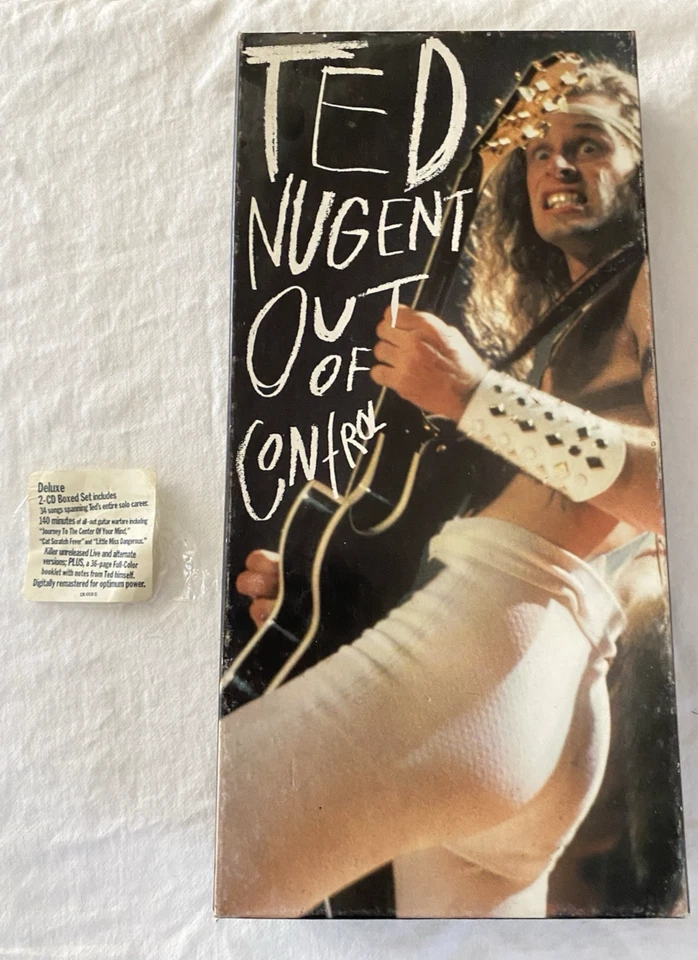 TED
NUGENT
OUT
OF
CONTROL
Deluxe
2-CD Boxed Set includes
34 songs spanning Ted's entire solo career.
140 minutes of all-out guitar warfare including
"Journey To The Center Of Your Mind,"
"Cat Scratch Fever" and "Little Miss Dangerous."
Killer unreleased Live and alternate
versions; PLUS, a 36-page Full-Color
booklet with notes from Ted himself.
Digitally remastered for optimum power.